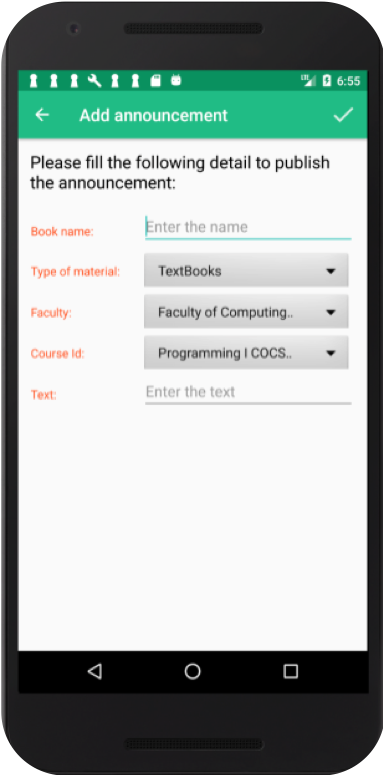 6:55
Add announcement
Please fill the following detail to publish
the announcement:
Book name: Enter the name
Type of material: TextBooks
Faculty: Faculty of Computing..
Course Id: Programming I COCS..
Text: Enter the text